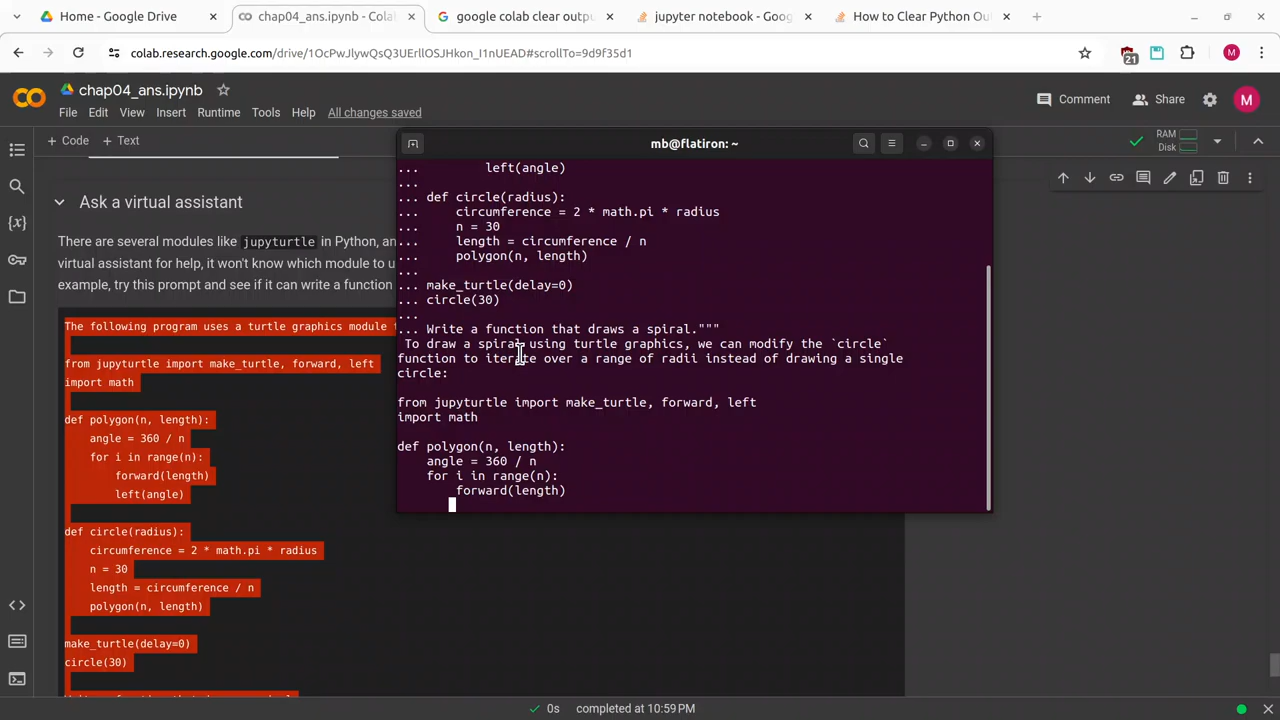 Home - Google Drive
chap04_ans.ipynb - Colab
google colab clear outpu
jupyter notebook - Goog
How to Clear Python Ou
colab.research.google.com/drive/1OcPwJlywQsQ3UErllOSJHkon_I1nUEAD#scrollTo=9d9f35d1
21
M
chap04_ans.ipynb
File Edit View Insert Runtime Tools Help All changes saved
Comment
Share
M
+ Code + Text
RAM
Disk
mb@flatiron: ~
... left(angle)
...
... def circle(radius):
... circumference = 2 * math.pi * radius
... n = 30
... length = circumference / n
... polygon(n, length)
...
... make_turtle(delay=0)
... circle(30)
...
... Write a function that draws a spiral."""
To draw a spiral using turtle graphics, we can modify the `circle`
function to iterate over a range of radii instead of drawing a single
circle:
from jupyturtle import make_turtle, forward, left
import math
def polygon(n, length):
angle = 360 / n
for i in range(n):
forward(length)
Ask a virtual assistant
There are several modules like jupyturtle in Python, an
virtual assistant for help, it won't know which module to u
example, try this prompt and see if it can write a function
The following program uses a turtle graphics module t
from jupyturtle import make_turtle, forward, left
import math
def polygon(n, length):
angle = 360 / n
for i in range(n):
forward(length)
left(angle)
def circle(radius):
circumference = 2 * math.pi * radius
n = 30
length = circumference / n
polygon(n, length)
make_turtle(delay=0)
circle(30)
0s completed at 10:59 PM